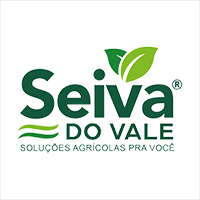 Seiva®
DO VALE
SOLUÇÕES AGRÍCOLAS PRA VOCÊ